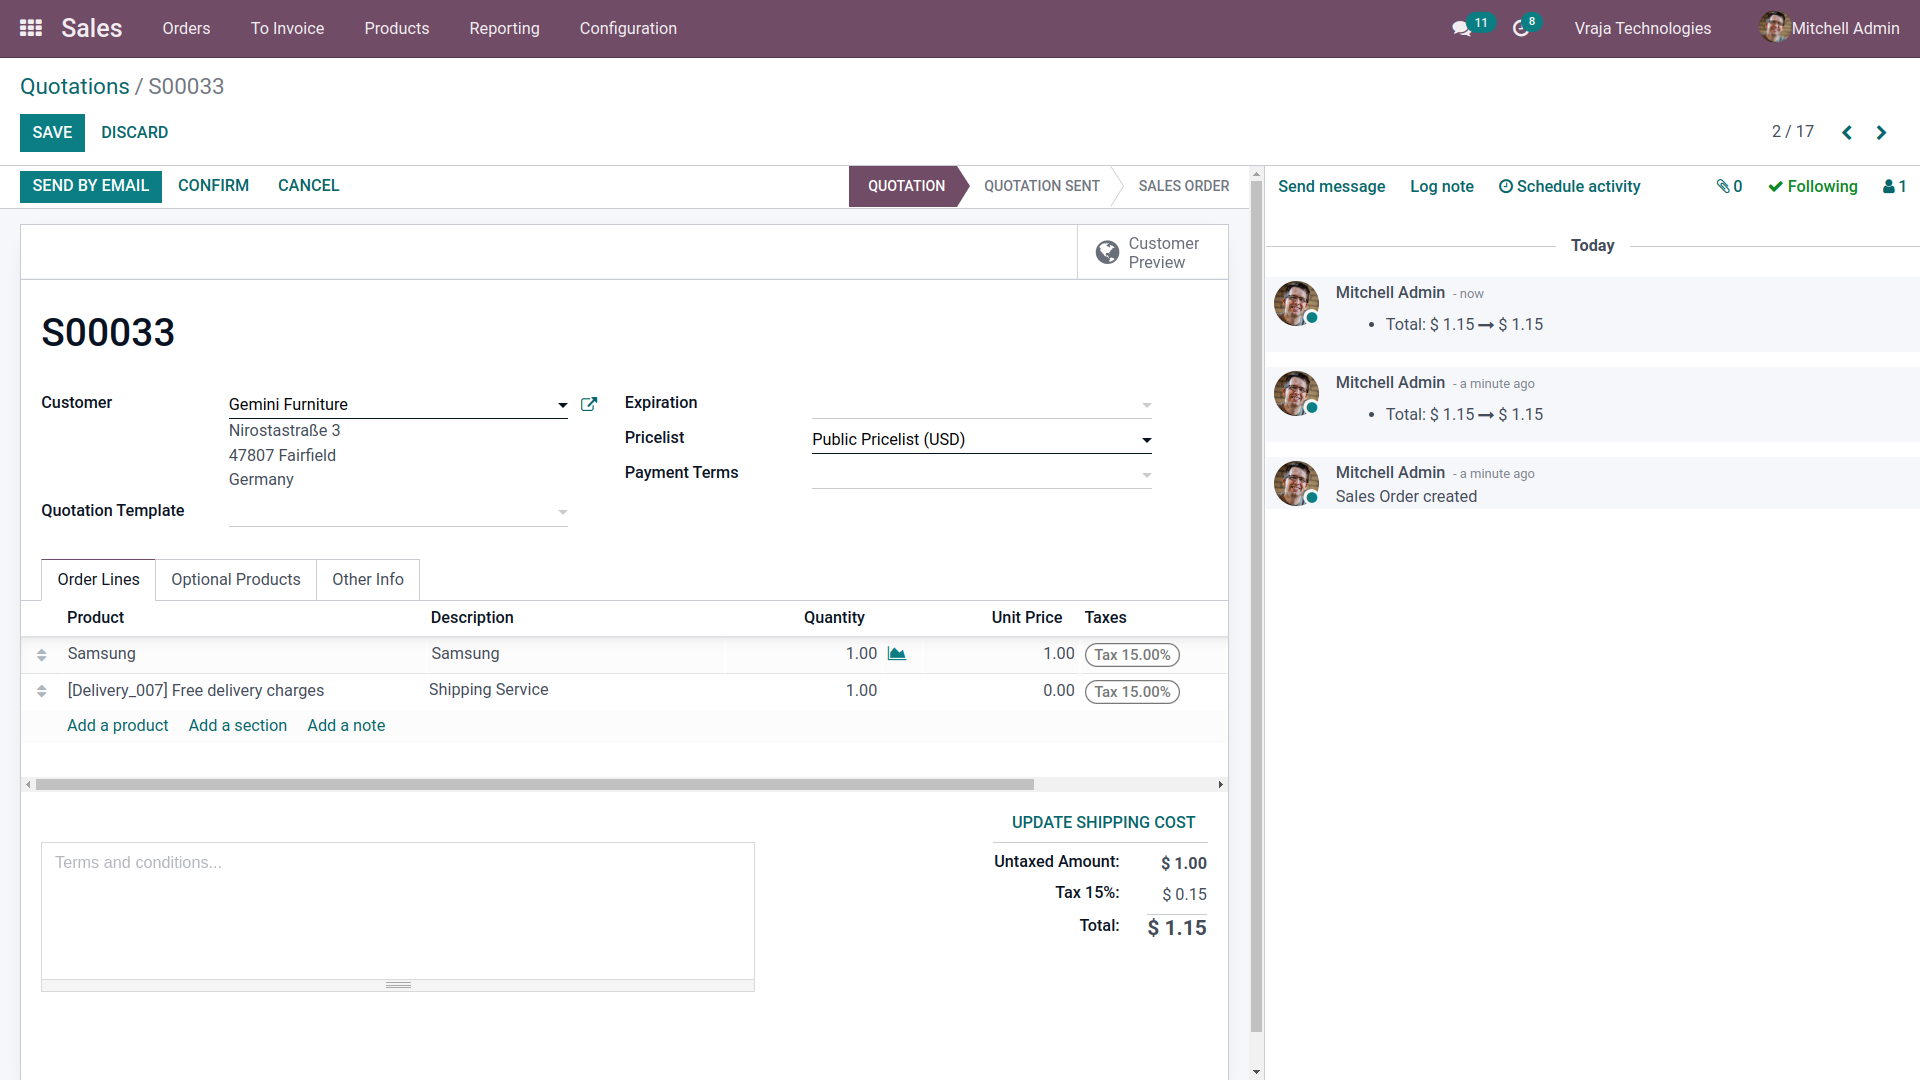 Sales Orders To Invoice Products Reporting Configuration 11 8 Vraja Technologies Mitchell Admin
Quotations / S00033
SAVE DISCARD 2 / 17
SEND BY EMAIL CONFIRM CANCEL QUOTATION QUOTATION SENT SALES ORDER
Customer
Preview
S00033
Customer Gemini Furniture
Nirostastraße 3
47807 Fairfield
Germany
Quotation Template
Expiration
Pricelist Public Pricelist (USD)
Payment Terms
Order Lines Optional Products Other Info
Product Description Quantity Unit Price Taxes
Samsung Samsung 1.00 1.00 Tax 15.00%
[Delivery_007] Free delivery charges Shipping Service 1.00 0.00 Tax 15.00%
Add a product Add a section Add a note
UPDATE SHIPPING COST
Terms and conditions...
Untaxed Amount: $ 1.00
Tax 15%: $ 0.15
Total: $ 1.15
Send message Log note Schedule activity 0 Following 1
Today
Mitchell Admin - now
• Total: $ 1.15 → $ 1.15
Mitchell Admin - a minute ago
• Total: $ 1.15 → $ 1.15
Mitchell Admin - a minute ago
Sales Order created